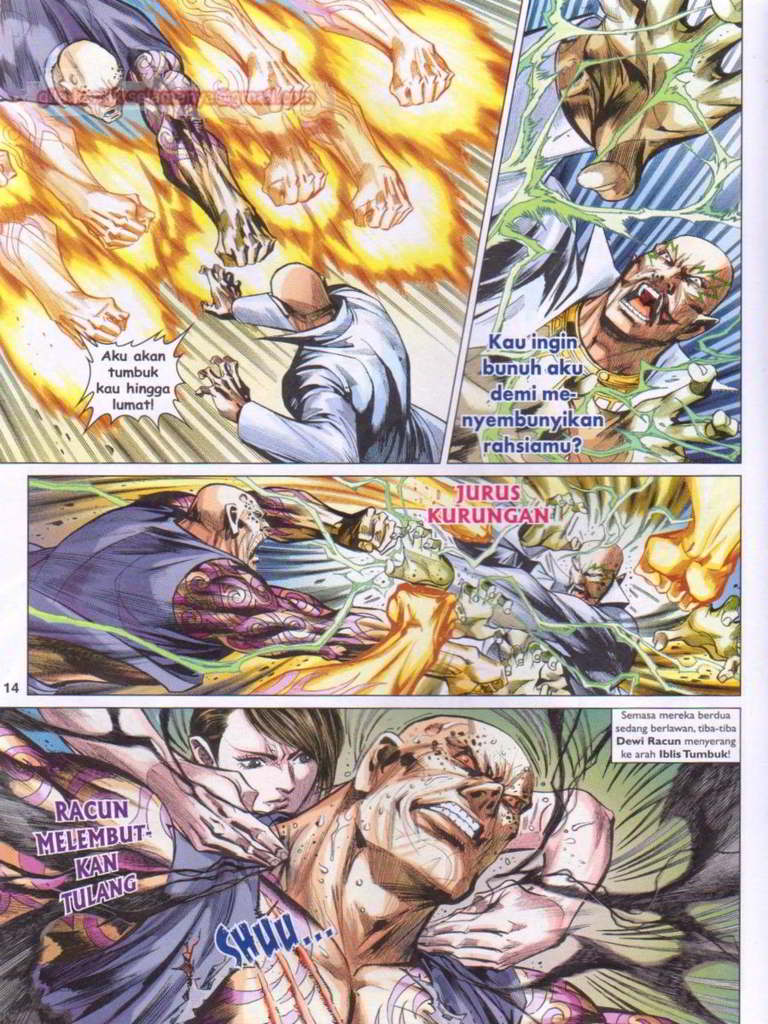 Aku akan
tumbuk
kau hingga
lumat!
Kau ingin
bunuh aku
demi me-
nyembunyikan
rahsiamu?
JURUS
KURUNGAN
14
Semasa mereka berdua
sedang berlawan, tiba-tiba
Dewi Racun menyerang
ke arah Iblis Tumbuk!
RACUN
MELEMBUT-
KAN
TULANG
SHUU...